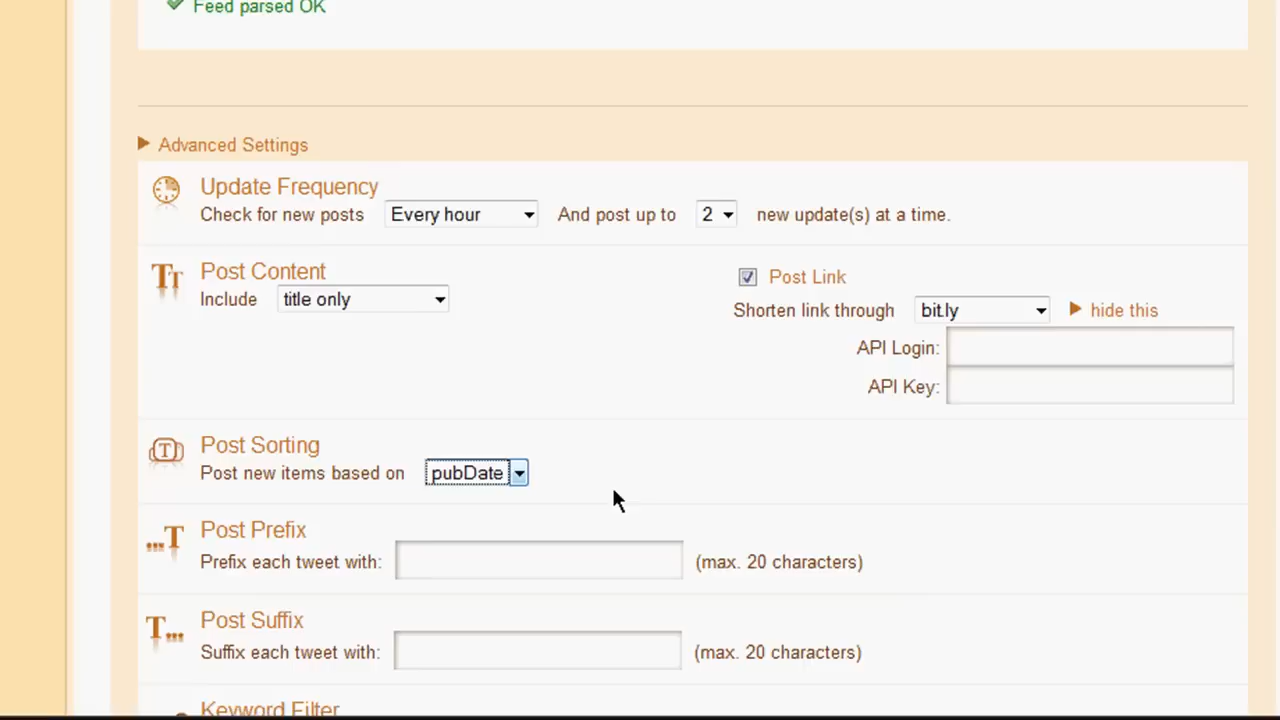 Feed parsed OK
Advanced Settings
Update Frequency
Check for new posts Every hour And post up to 2 new update(s) at a time.
Post Content
Include title only
Post Link
Shorten link through bit.ly hide this
API Login:
API Key:
Post Sorting
Post new items based on pubDate
Post Prefix
Prefix each tweet with: (max. 20 characters)
Post Suffix
Suffix each tweet with: (max. 20 characters)
Keyword Filter